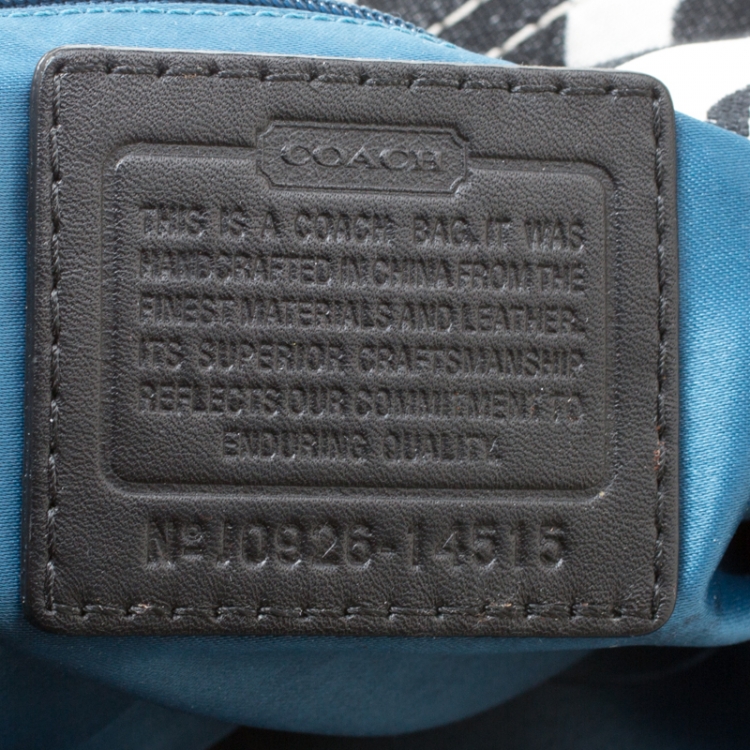 COACH
THIS IS A COACH BAG. IT WAS
HANDCRAFTED IN CHINA FROM THE
FINEST MATERIALS AND LEATHER.
ITS SUPERIOR CRAFTSMANSHIP
REFLECTS OUR COMMITMENT TO
ENDURING QUALITY.
Nº 10926-14515